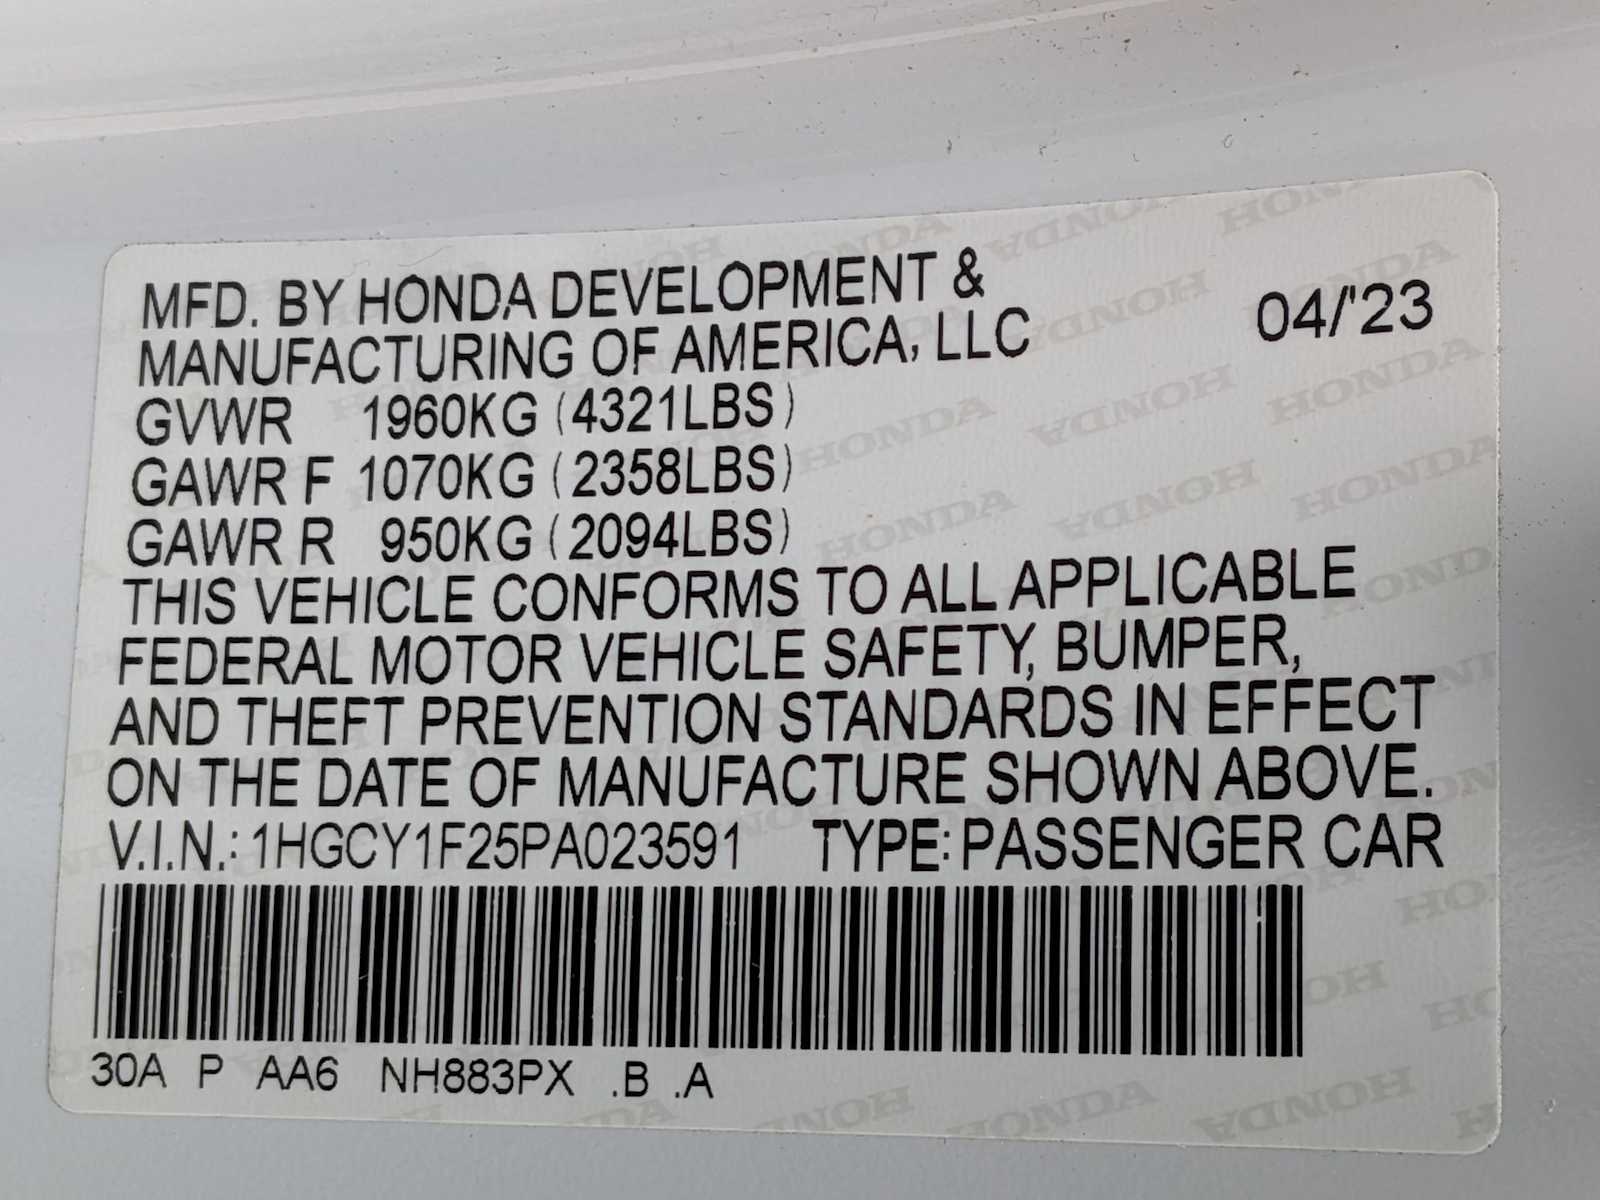 MFD. BY HONDA DEVELOPMENT &
MANUFACTURING OF AMERICA, LLC
04/'23
GVWR 1960KG (4321LBS)
GAWR F 1070KG (2358LBS)
GAWR R 950KG (2094LBS)
THIS VEHICLE CONFORMS TO ALL APPLICABLE
FEDERAL MOTOR VEHICLE SAFETY, BUMPER,
AND THEFT PREVENTION STANDARDS IN EFFECT
ON THE DATE OF MANUFACTURE SHOWN ABOVE.
V.I.N.: 1HGCY1F25PA023591 TYPE: PASSENGER CAR
30A P AA6 NH883PX .B .A